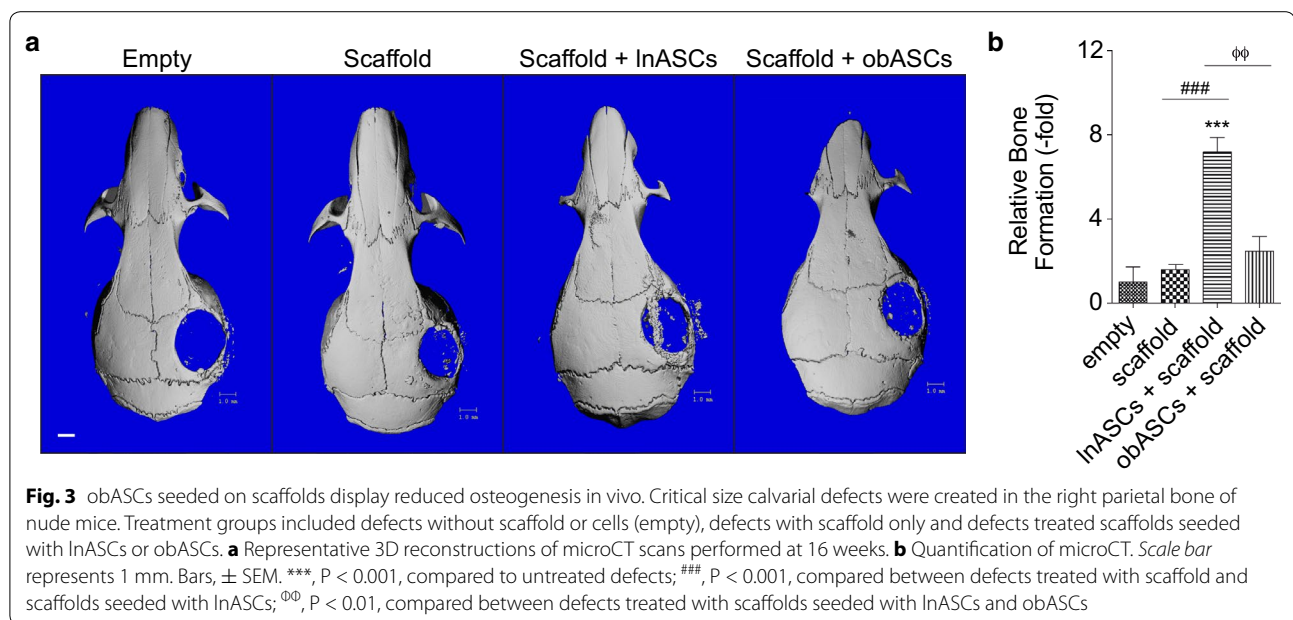 a
Empty
Scaffold
Scaffold + lnASCs
Scaffold + obASCs
1.0 mm
1.0 mm
1.0 mm
1.0 mm
b
Relative Bone
Formation (-fold)
12
8
4
0
ϕϕ
###
***
empty
scaffold
lnASCs + scaffold
obASCs + scaffold
Fig. 3 obASCs seeded on scaffolds display reduced osteogenesis in vivo. Critical size calvarial defects were created in the right parietal bone of
nude mice. Treatment groups included defects without scaffold or cells (empty), defects with scaffold only and defects treated scaffolds seeded
with lnASCs or obASCs. a Representative 3D reconstructions of microCT scans performed at 16 weeks. b Quantification of microCT. Scale bar
represents 1 mm. Bars, ± SEM. ***, P < 0.001, compared to untreated defects; ###, P < 0.001, compared between defects treated with scaffold and
scaffolds seeded with lnASCs; ΦΦ, P < 0.01, compared between defects treated with scaffolds seeded with lnASCs and obASCs